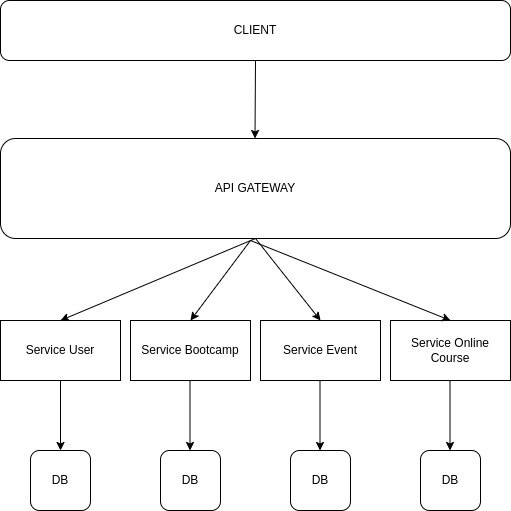 CLIENT
API GATEWAY
Service User
Service Bootcamp
Service Event
Service Online
Course
DB
DB
DB
DB